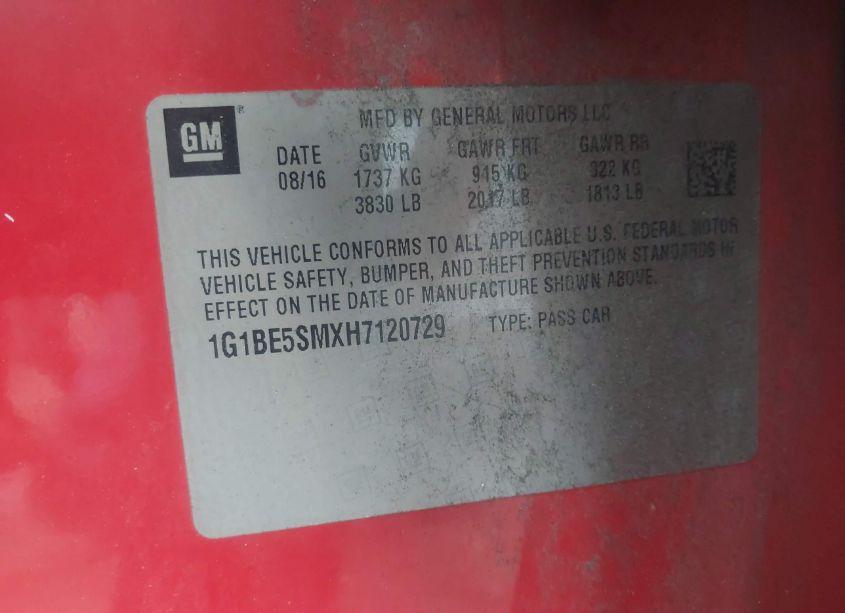 GM®
MFD BY GENERAL MOTORS LLC
DATE GVWR GAWR FRT GAWR RR
08/16 1737 KG 915 KG 922 KG
3830 LB 2017 LB 1813 LB
THIS VEHICLE CONFORMS TO ALL APPLICABLE U.S. FEDERAL MOTOR
VEHICLE SAFETY, BUMPER, AND THEFT PREVENTION STANDARDS IN
EFFECT ON THE DATE OF MANUFACTURE SHOWN ABOVE.
1G1BE5SMXH7120729 TYPE: PASS CAR